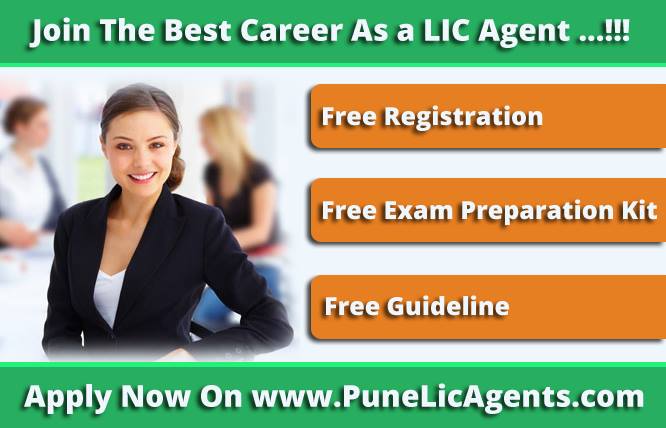 Join The Best Career As a LIC Agent ...!!!
Free Registration
Free Exam Preparation Kit
Free Guideline
Apply Now On www.PuneLicAgents.com